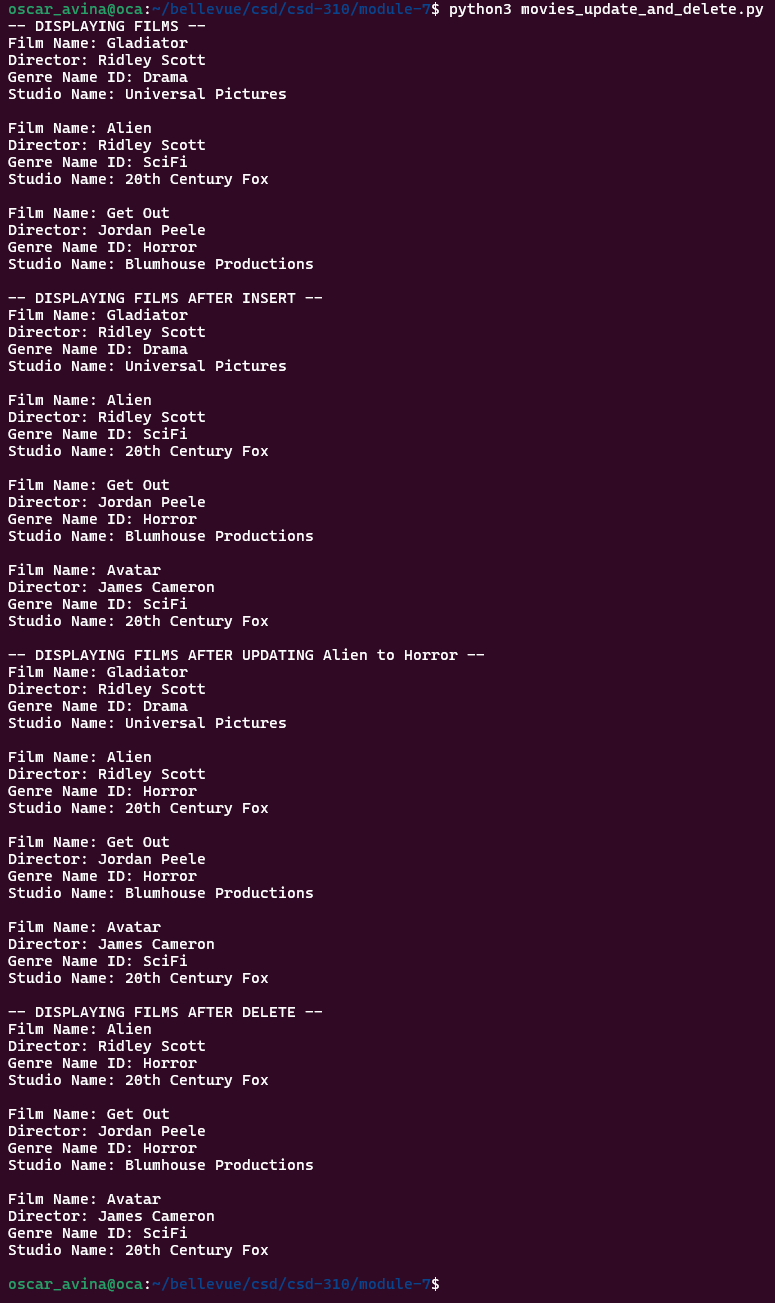 oscar_avina@oca:~/bellevue/csd/csd-310/module-7$ python3 movies_update_and_delete.py
-- DISPLAYING FILMS --
Film Name: Gladiator
Director: Ridley Scott
Genre Name ID: Drama
Studio Name: Universal Pictures

Film Name: Alien
Director: Ridley Scott
Genre Name ID: SciFi
Studio Name: 20th Century Fox

Film Name: Get Out
Director: Jordan Peele
Genre Name ID: Horror
Studio Name: Blumhouse Productions

-- DISPLAYING FILMS AFTER INSERT --
Film Name: Gladiator
Director: Ridley Scott
Genre Name ID: Drama
Studio Name: Universal Pictures

Film Name: Alien
Director: Ridley Scott
Genre Name ID: SciFi
Studio Name: 20th Century Fox

Film Name: Get Out
Director: Jordan Peele
Genre Name ID: Horror
Studio Name: Blumhouse Productions

Film Name: Avatar
Director: James Cameron
Genre Name ID: SciFi
Studio Name: 20th Century Fox

-- DISPLAYING FILMS AFTER UPDATING Alien to Horror --
Film Name: Gladiator
Director: Ridley Scott
Genre Name ID: Drama
Studio Name: Universal Pictures

Film Name: Alien
Director: Ridley Scott
Genre Name ID: Horror
Studio Name: 20th Century Fox

Film Name: Get Out
Director: Jordan Peele
Genre Name ID: Horror
Studio Name: Blumhouse Productions

Film Name: Avatar
Director: James Cameron
Genre Name ID: SciFi
Studio Name: 20th Century Fox

-- DISPLAYING FILMS AFTER DELETE --
Film Name: Alien
Director: Ridley Scott
Genre Name ID: Horror
Studio Name: 20th Century Fox

Film Name: Get Out
Director: Jordan Peele
Genre Name ID: Horror
Studio Name: Blumhouse Productions

Film Name: Avatar
Director: James Cameron
Genre Name ID: SciFi
Studio Name: 20th Century Fox

oscar_avina@oca:~/bellevue/csd/csd-310/module-7$